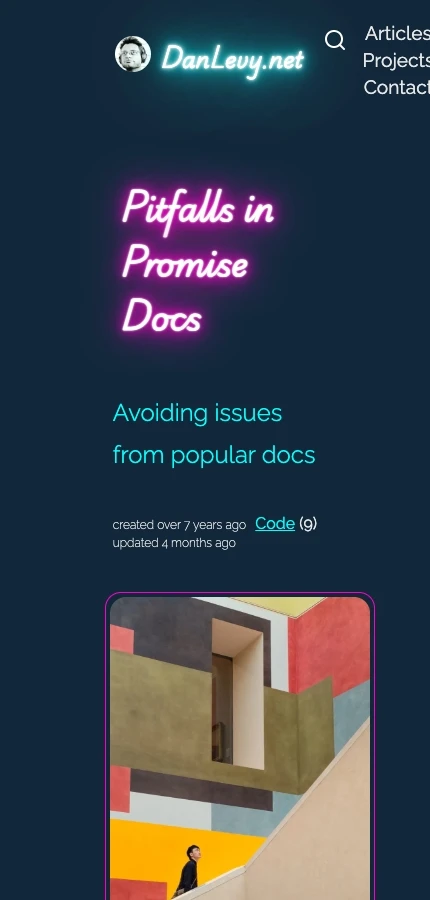 DanLevy.net
Articles
Projects
Contact
Pitfalls in
Promise
Docs
Avoiding issues
from popular docs
created over 7 years ago Code (9)
updated 4 months ago